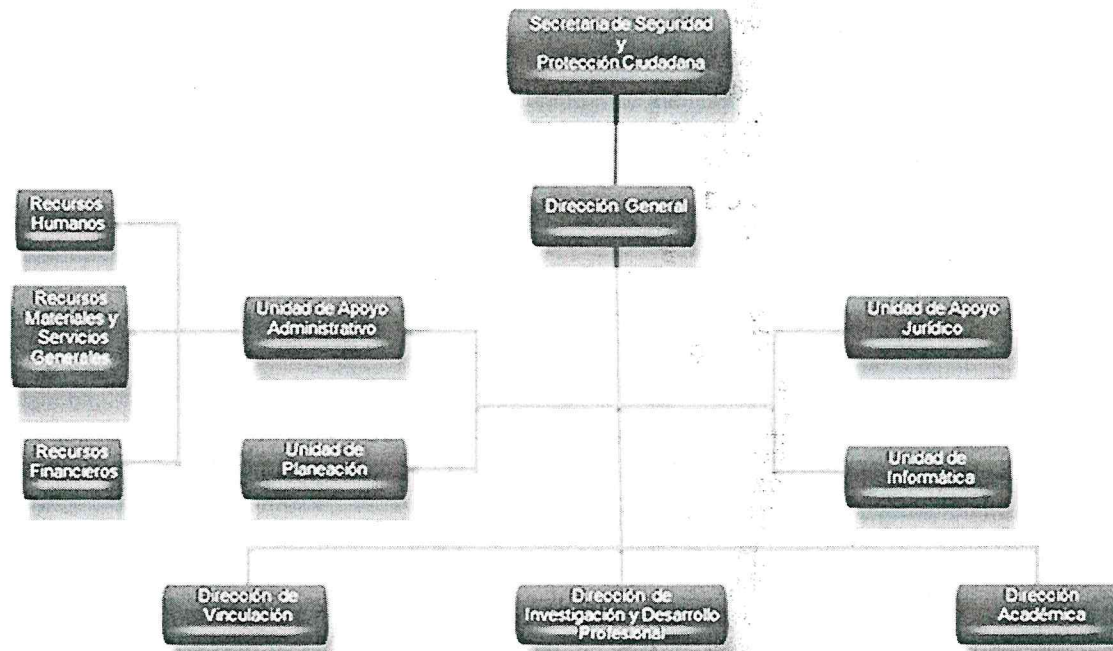 Secretaria de Seguridad
y
Protección Ciudadana
Dirección General
Recursos
Humanos
Recursos
Materiales y
Servicios
Generales
Recursos
Financieros
Unidad de Apoyo
Administrativo
Unidad de
Planeación
Unidad de Apoyo
Jurídico
Unidad de
Informática
Dirección de
Vinculación
Dirección de
Investigación y Desarrollo
Profesional
Dirección
Académica